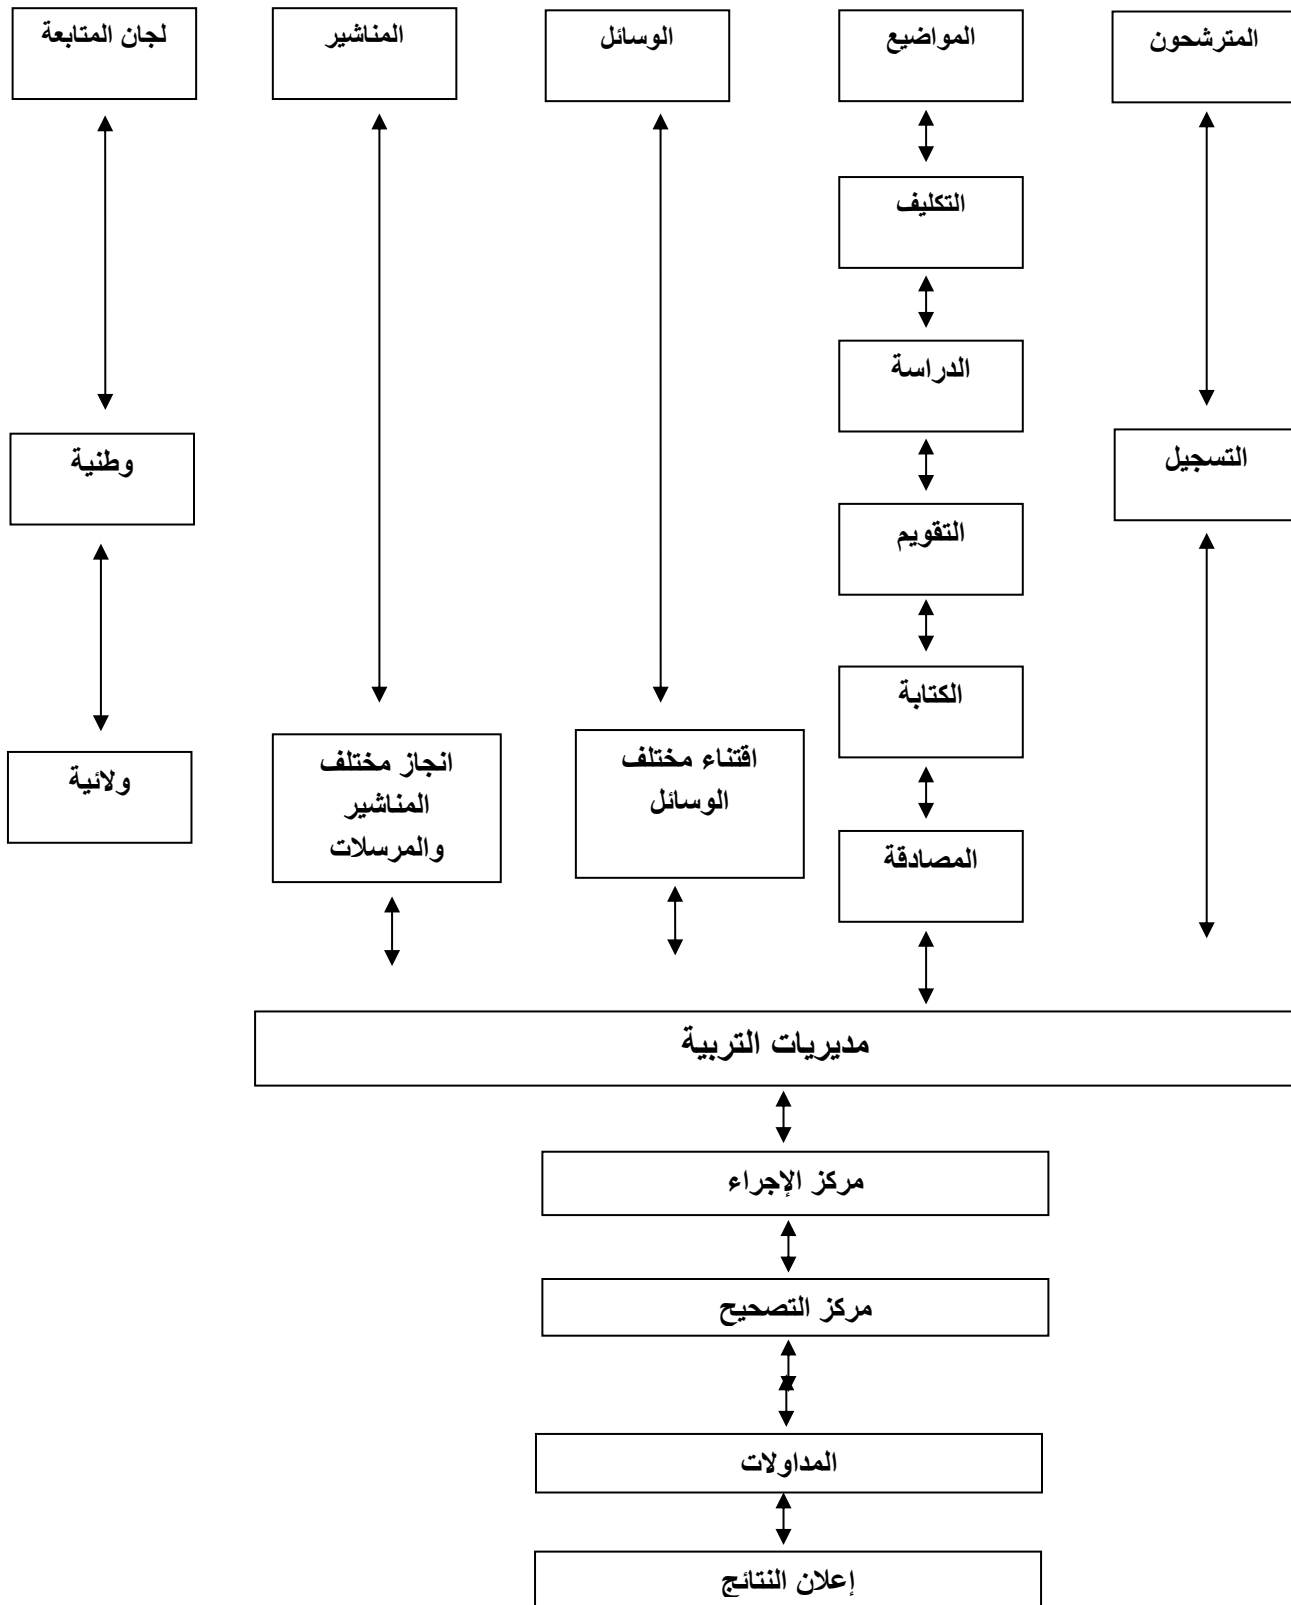 المترشحون
المواضيع
الوسائل
المناشير
لجان المتابعة
التكليف
الدراسة
التسجيل
وطنية
التقويم
الكتابة
اقتناء مختلف
الوسائل
انجاز مختلف
المناشير
والمرسلات
ولائية
المصادقة
مديريات التربية
مركز الإجراء
مركز التصحيح
المداولات
إعلان النتائج